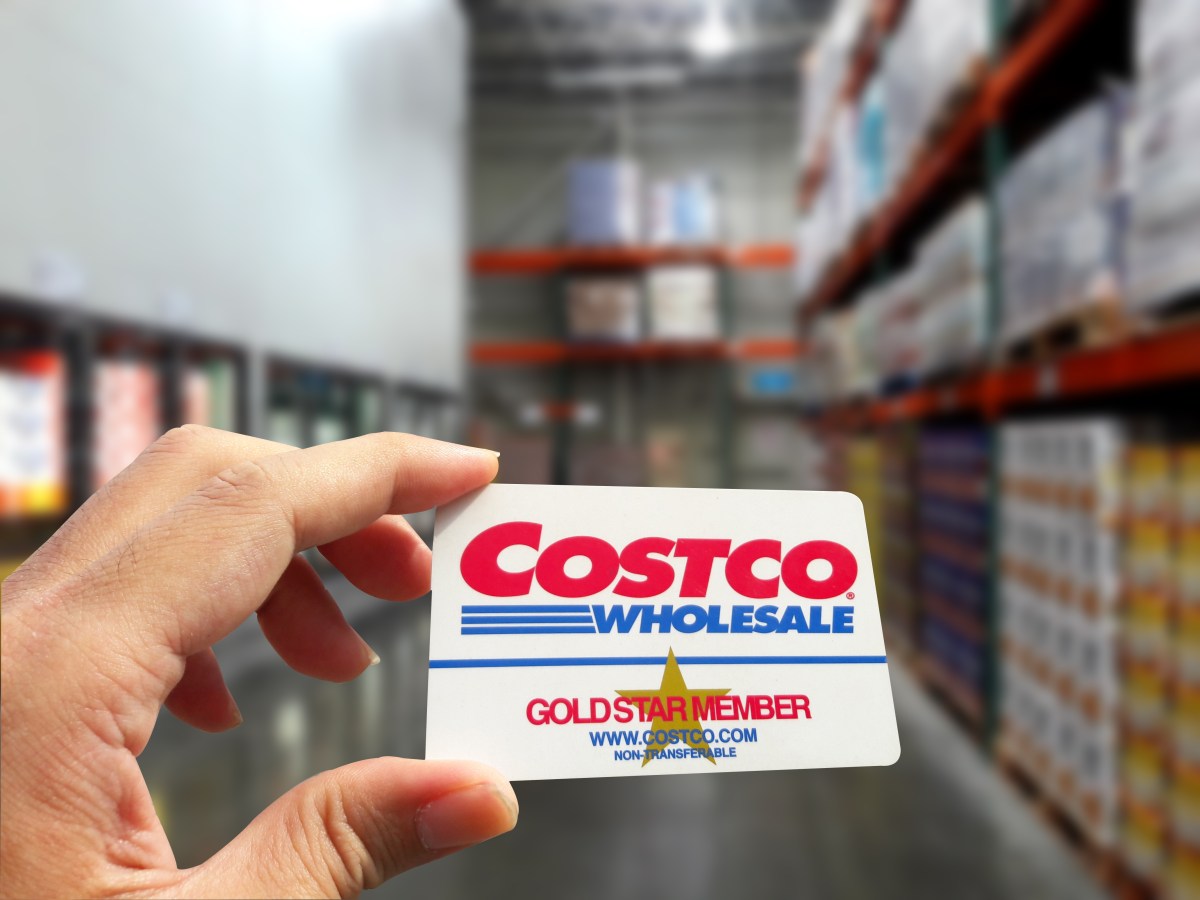 COSTCO®
WHOLESALE
GOLD STAR MEMBER
WWW.COSTCO.COM
NON-TRANSFERABLE